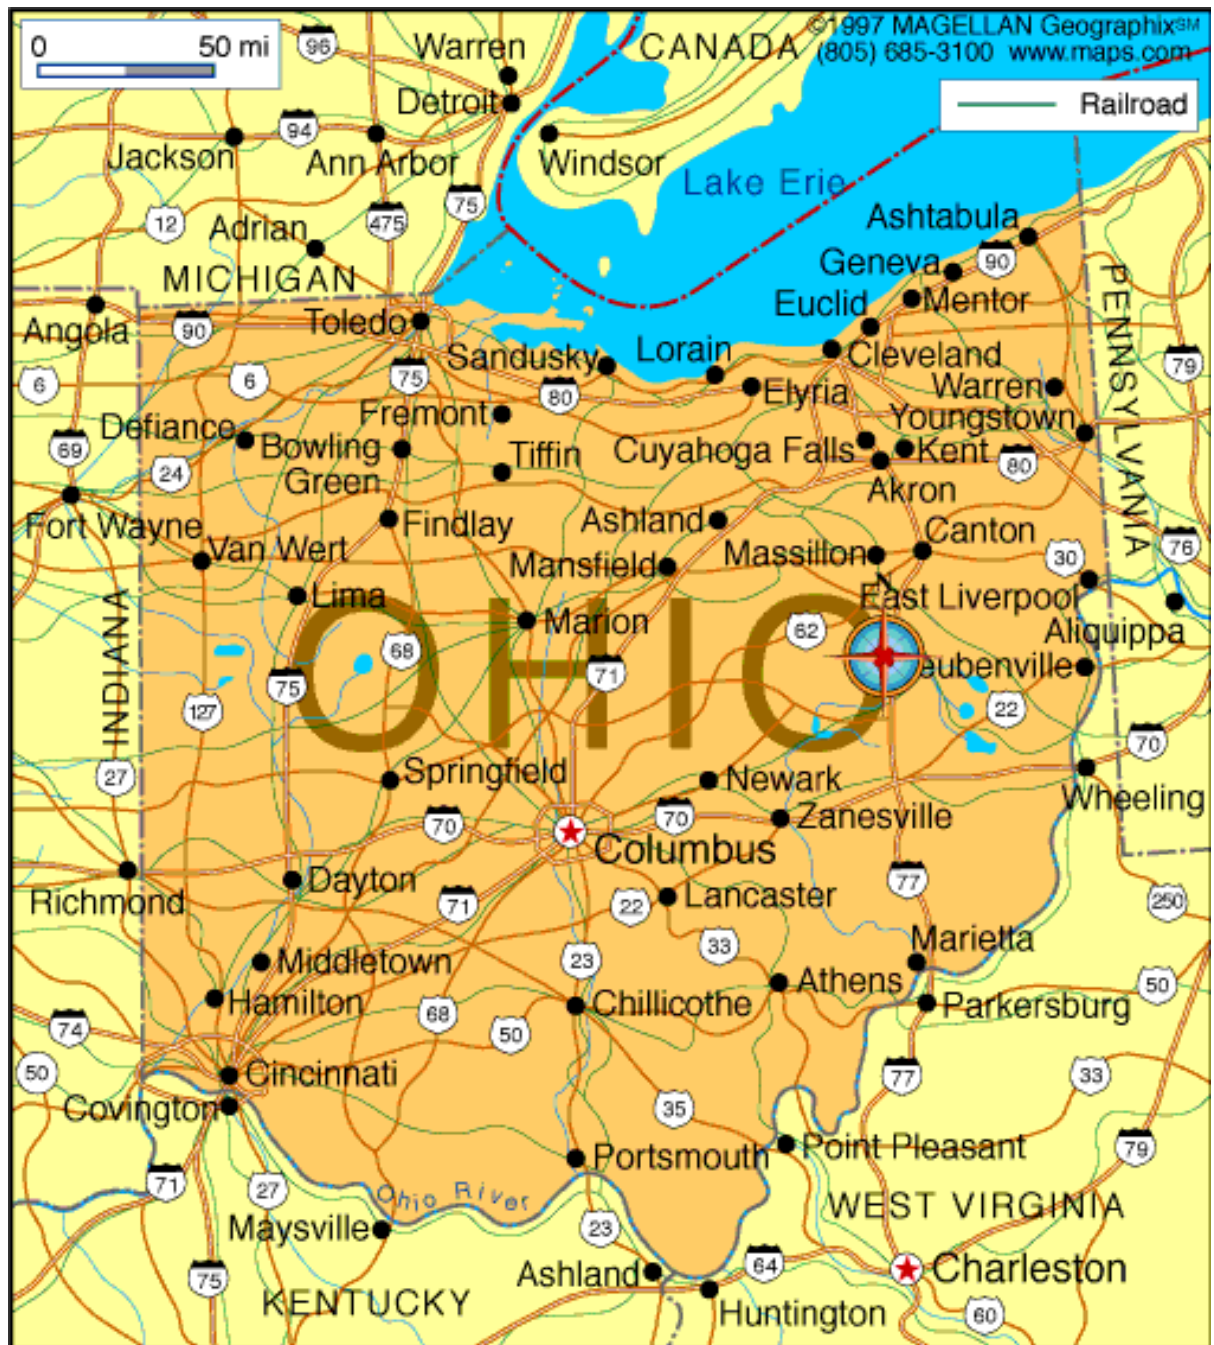 0 50 mi
©1997 MAGELLAN Geographix SM
(805) 685-3100 www.maps.com
Railroad
96
Warren
CANADA
Detroit
94
Jackson
Ann Arbor
Windsor
Lake Erie
12
475
75
Adrian
Ashtabula
MICHIGAN
Geneva
90
Euclid
Mentor
PENNSYLVANIA
Angola
90
Toledo
Sandusky
Lorain
Cleveland
79
6
6
75
80
Elyria
Warren
Fremont
Youngstown
Defiance
Bowling
Green
Tiffin
Cuyahoga Falls
Kent
69
24
80
Akron
Fort Wayne
Findlay
Ashland
Canton
Van Wert
Mansfield
Massillon
30
76
N
Lima
East Liverpool
Marion
62
Aliquippa
OHIO
68
INDIANA
75
71
eubenville
127
22
70
27
Springfield
Newark
Wheeling
70
70
Zanesville
Columbus
Dayton
77
Richmond
71
22
Lancaster
250
33
Marietta
Middletown
23
Athens
Hamilton
68
Chillicothe
Parkersburg
50
74
50
50
Cincinnati
77
33
Covington
35
Portsmouth
Point Pleasant
79
71
27
Ohio River
WEST VIRGINIA
Maysville
23
75
Ashland
64
Charleston
KENTUCKY
Huntington
60